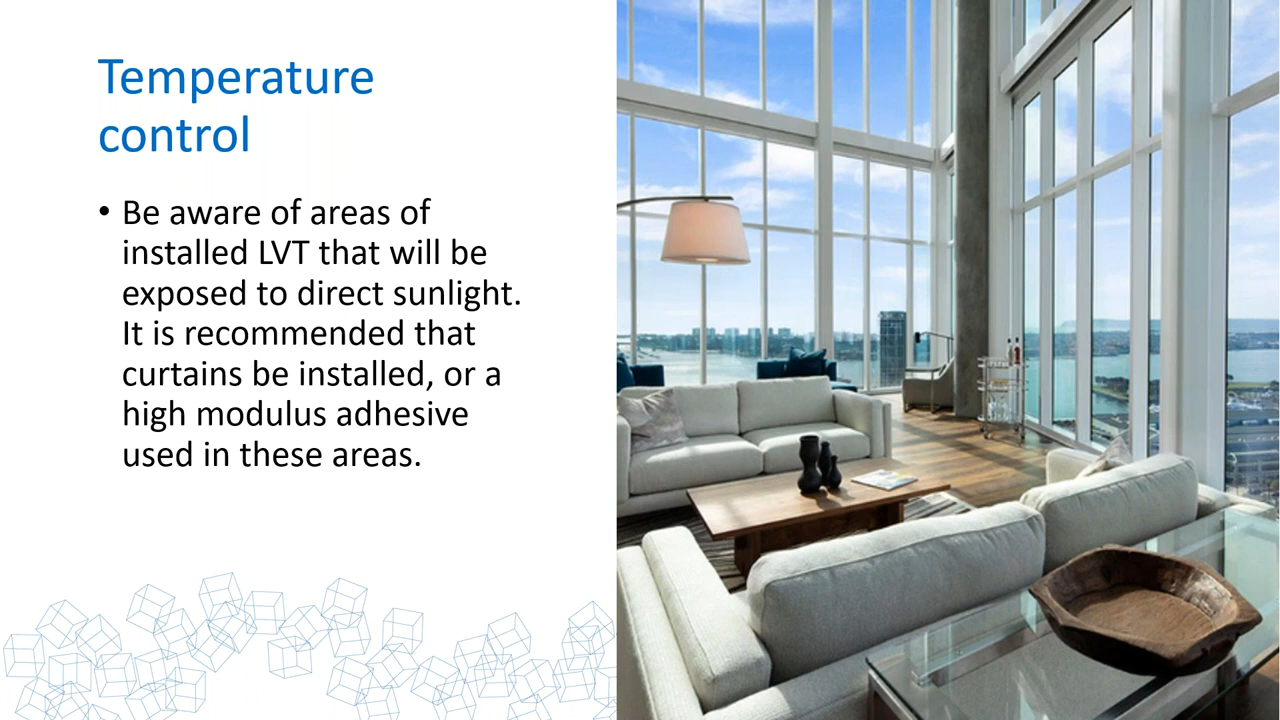 Temperature
control
• Be aware of areas of
installed LVT that will be
exposed to direct sunlight.
It is recommended that
curtains be installed, or a
high modulus adhesive
used in these areas.